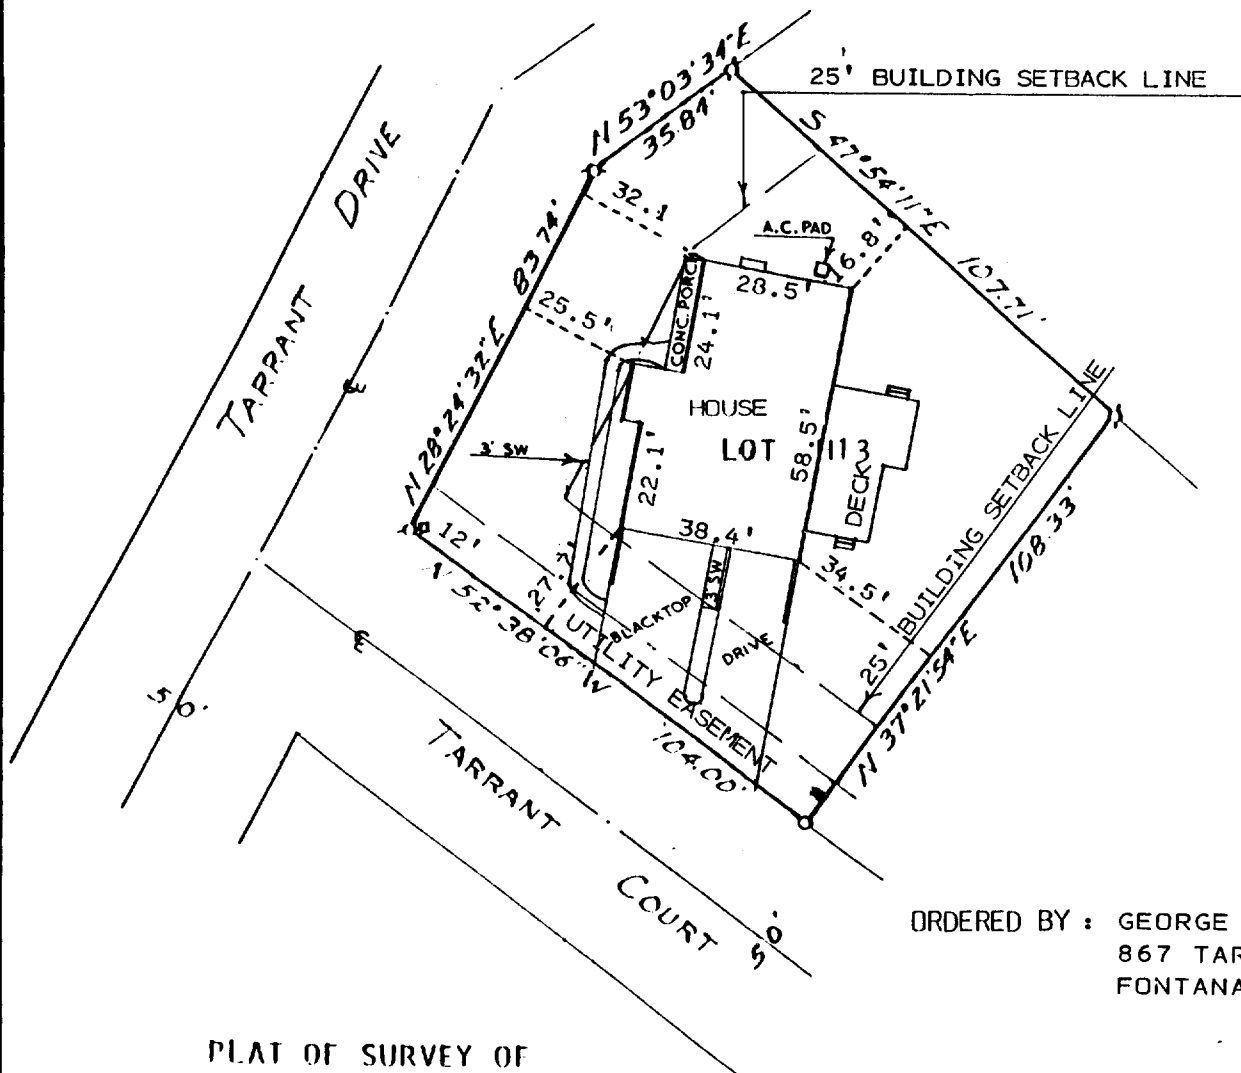 25' BUILDING SETBACK LINE
N 53°03'34"E
35.84'
S 47°54'11"E
107.71'
TARRANT DRIVE
N 28°24'32"E 83.74'
32.1
25.5'
A.C. PAD
16.8'
28.5'
CONC. PORCH
24.1'
HOUSE
LOT 113
3' SW
22.1'
58.5'
DECK
38.4'
34.5'
25' BUILDING SETBACK LINE
108.33'
N 37°21'54"E
12' UTILITY EASEMENT
27.2'
3' SW
BLACKTOP DRIVE
N 52°38'06"W
104.00'
50'
TARRANT COURT
50'
ORDERED BY : GEORGE
867 TAR
FONTANA
PLAT OF SURVEY OF